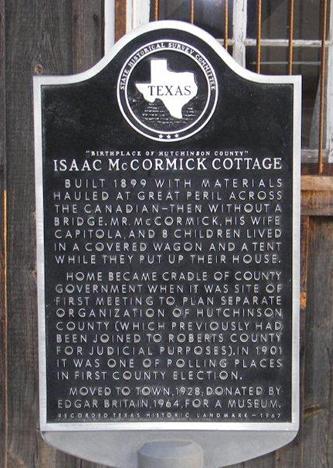 STATE HISTORICAL SURVEY COMMITTEE
TEXAS
"BIRTHPLACE OF HUTCHINSON COUNTY"
ISAAC McCORMICK COTTAGE
BUILT 1899 WITH MATERIALS
HAULED AT GREAT PERIL ACROSS
THE CANADIAN—THEN WITHOUT A
BRIDGE. MR. McCORMICK, HIS WIFE
CAPITOLA, AND 8 CHILDREN LIVED
IN A COVERED WAGON AND A TENT
WHILE THEY PUT UP THEIR HOUSE.
HOME BECAME CRADLE OF COUNTY
GOVERNMENT WHEN IT WAS SITE OF
FIRST MEETING TO PLAN SEPARATE
ORGANIZATION OF HUTCHINSON
COUNTY (WHICH PREVIOUSLY HAD
BEEN JOINED TO ROBERTS COUNTY
FOR JUDICIAL PURPOSES). IN 1901
IT WAS ONE OF POLLING PLACES
IN FIRST COUNTY ELECTION.
MOVED TO TOWN, 1928; DONATED BY
EDGAR BRITAIN, 1964, FOR A MUSEUM.
RECORDED TEXAS HISTORIC LANDMARK—1967